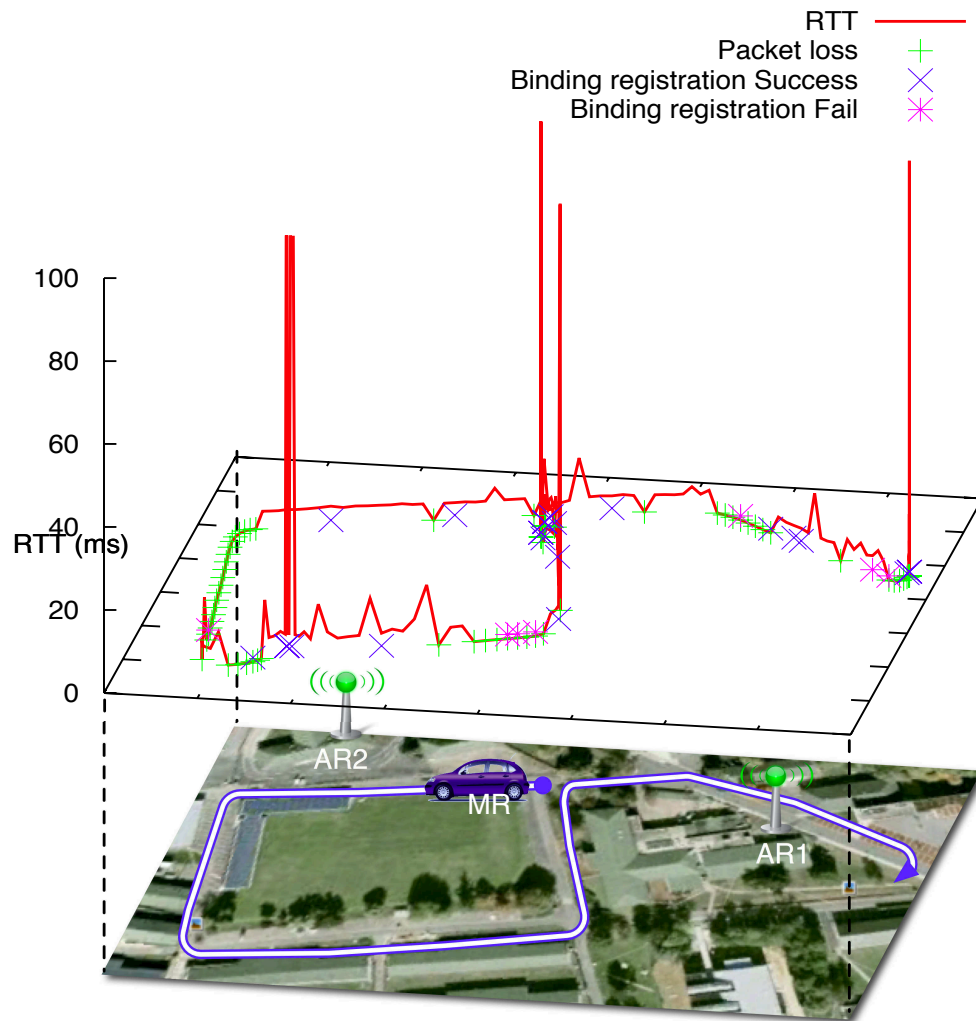 RTT
Packet loss
Binding registration Success
Binding registration Fail
100
80
60
40
RTT (ms)
20
0
AR2
MR
AR1